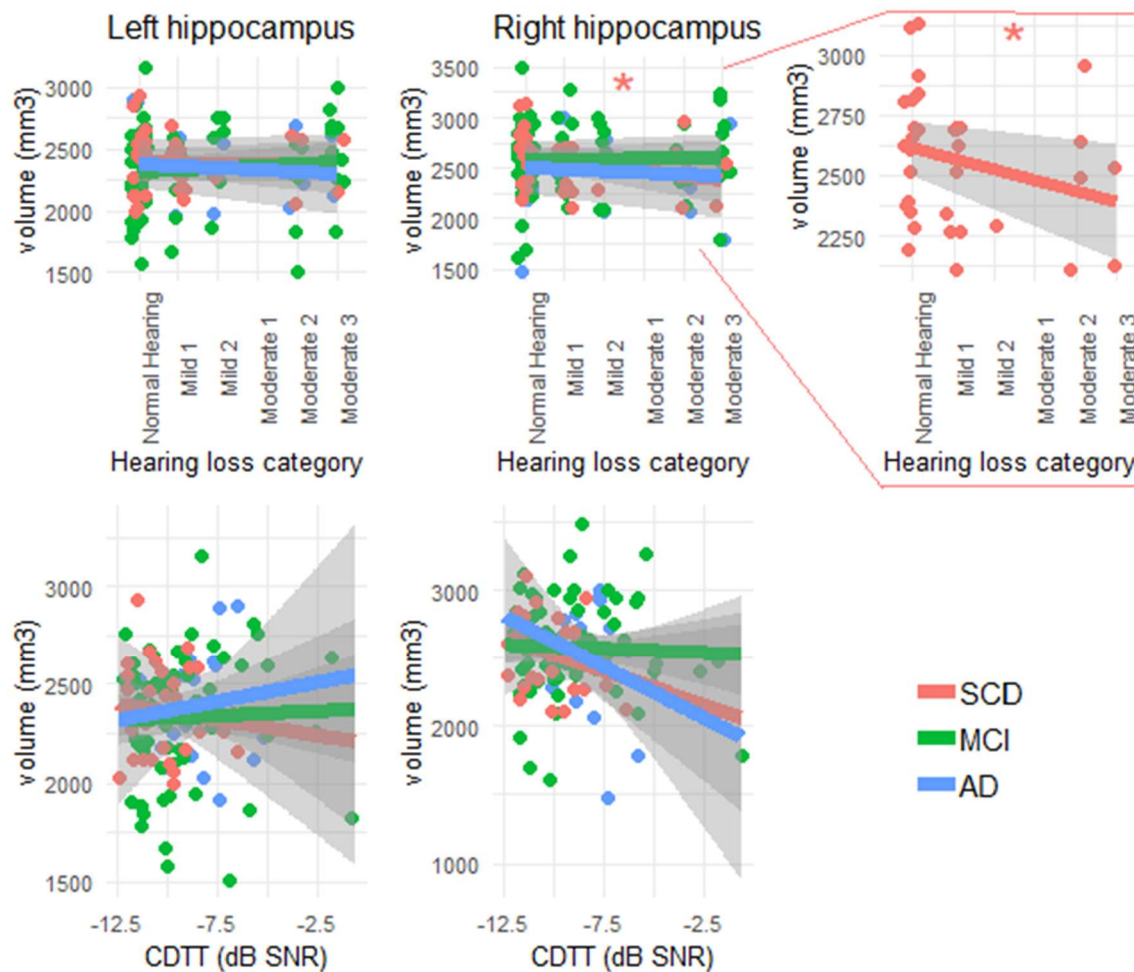 Left hippocampus
volume (mm3)
3000
2500
2000
1500
Normal Hearing
Mild 1
Mild 2
Moderate 1
Moderate 2
Moderate 3
Hearing loss category
Right hippocampus
*
volume (mm3)
3500
3000
2500
2000
1500
Normal Hearing
Mild 1
Mild 2
Moderate 1
Moderate 2
Moderate 3
Hearing loss category
*
volume (mm3)
3000
2750
2500
2250
Normal Hearing
Mild 1
Mild 2
Moderate 1
Moderate 2
Moderate 3
Hearing loss category
volume (mm3)
3000
2500
2000
1500
-12.5 -7.5 -2.5
CDTT (dB SNR)
volume (mm3)
3000
2000
1000
-12.5 -7.5 -2.5
CDTT (dB SNR)
SCD
MCI
AD